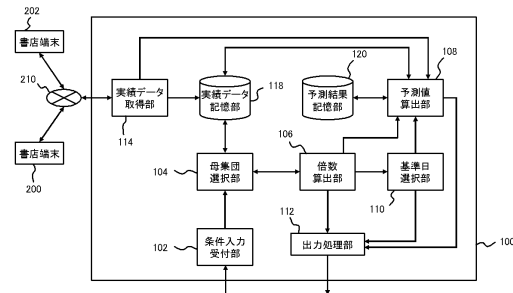 202
書店端末
210
書店端末
200
実績データ
取得部
114
実績データ
記憶部
118
120
予測結果
記憶部
108
予測値
算出部
104
母集団
選択部
106
倍数
算出部
基準日
選択部
110
102
条件入力
受付部
112
出力処理部
100